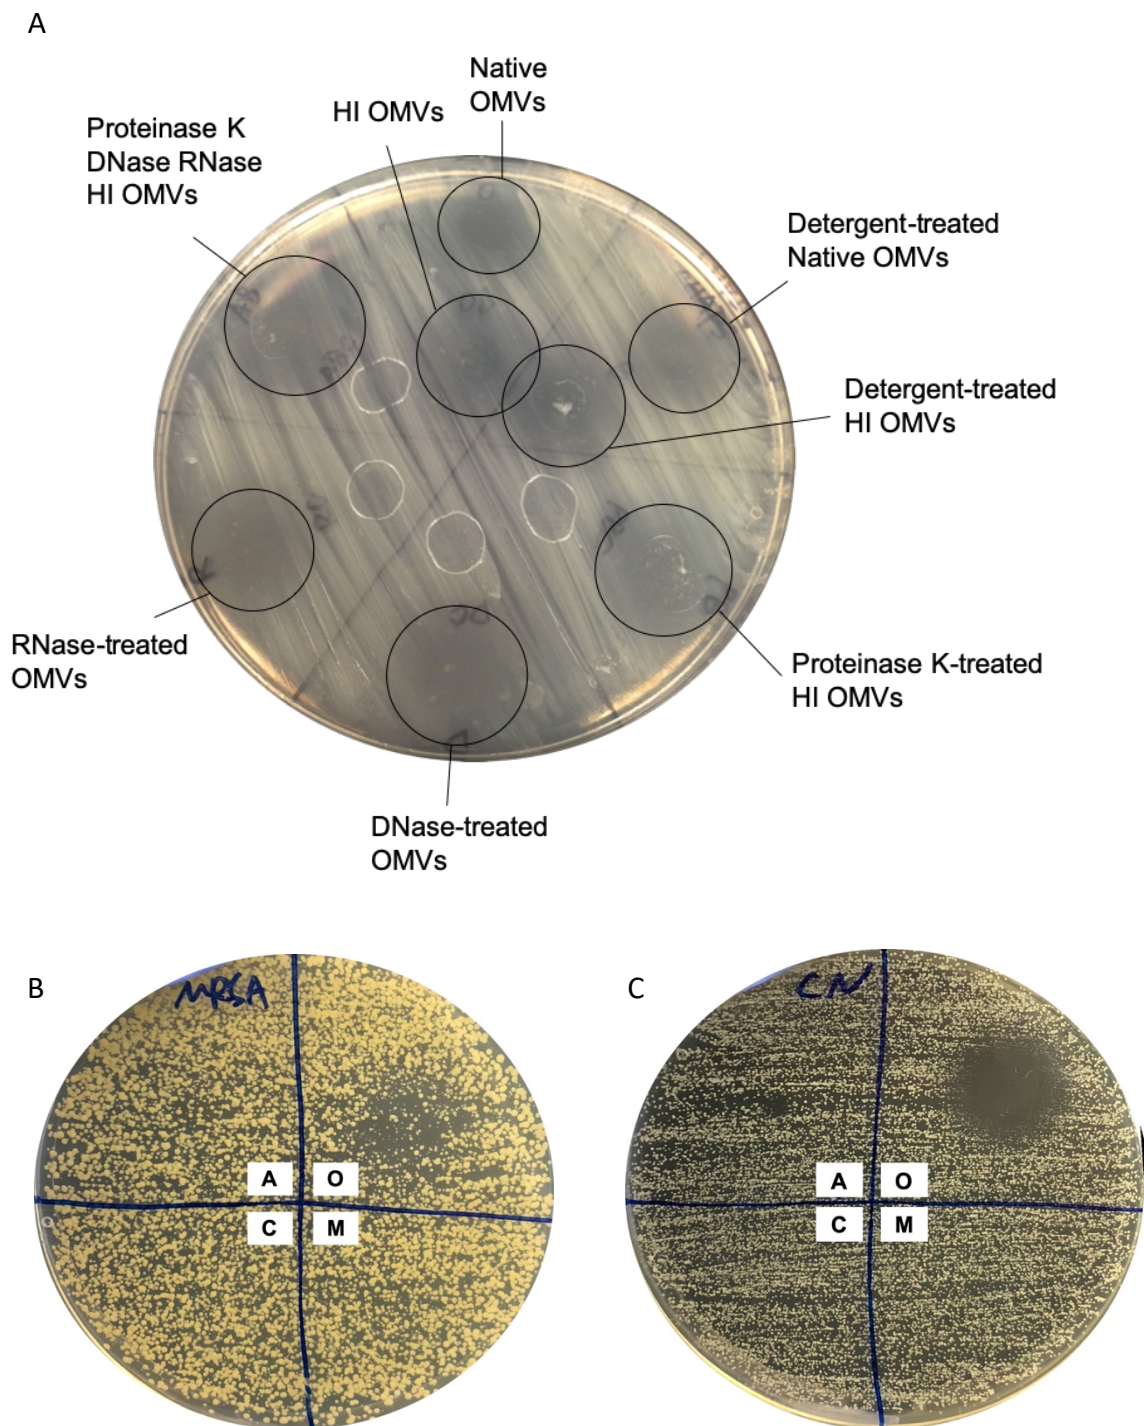 A
Native
OMVs
HI OMVs
Proteinase K
DNase RNase
HI OMVs
Detergent-treated
Native OMVs
Detergent-treated
HI OMVs
RNase-treated
OMVs
Proteinase K-treated
HI OMVs
DNase-treated
OMVs
B
MRSA
A
O
C
M
C
CN
A
O
C
M